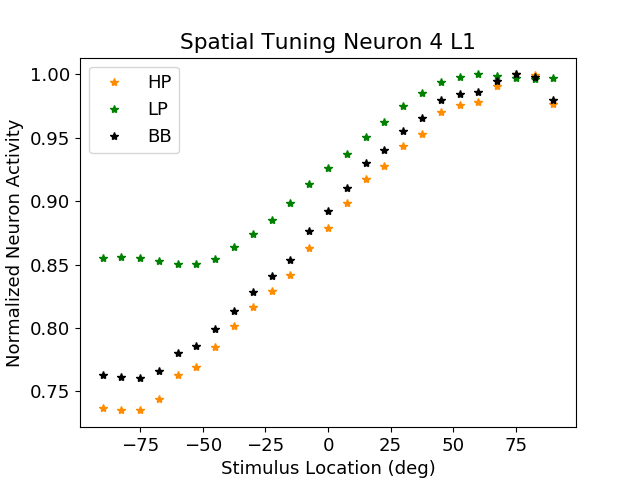 Spatial Tuning Neuron 4 L1
HP
LP
BB
Normalized Neuron Activity
1.00
0.95
0.90
0.85
0.80
0.75
−75
−50
−25
0
25
50
75
Stimulus Location (deg)